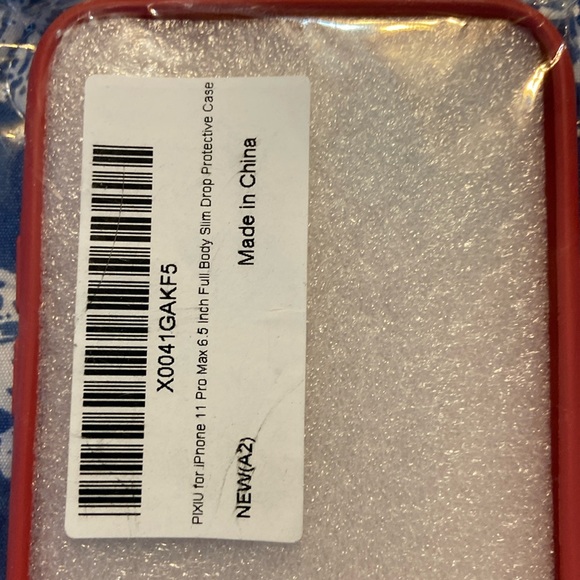 X0041GAKF5
PIXIU for iPhone 11 Pro Max 6.5 Inch Full Body Slim Drop Protective Case
NEW(A2) Made in China